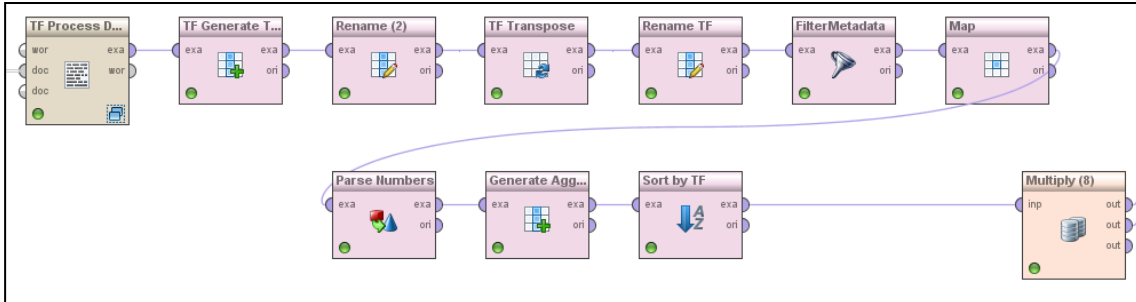 TF Process D... TF Generate T... Rename (2) TF Transpose Rename TF FilterMetadata Map
wor exa exa exa exa exa exa exa exa exa exa exa exa exa
doc wor ori ori ori ori ori ori
doc
Parse Numbers Generate Agg... Sort by TF Multiply (8)
exa exa exa exa exa exa inp out
ori ori ori out
out